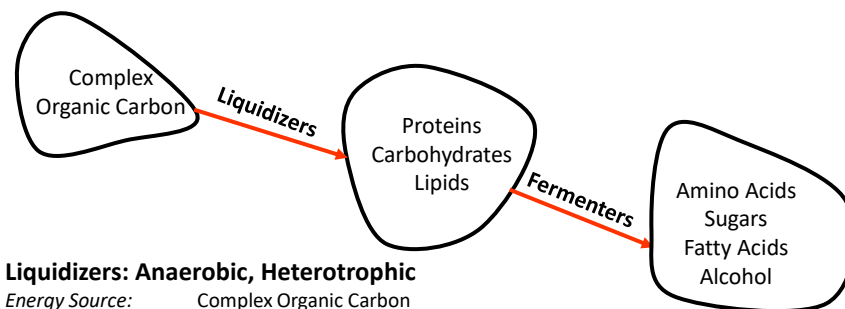 Complex
Organic Carbon
Liquidizers
Proteins
Carbohydrates
Lipids
Fermenters
Amino Acids
Sugars
Fatty Acids
Alcohol
Liquidizers: Anaerobic, Heterotrophic
Energy Source: Complex Organic Carbon